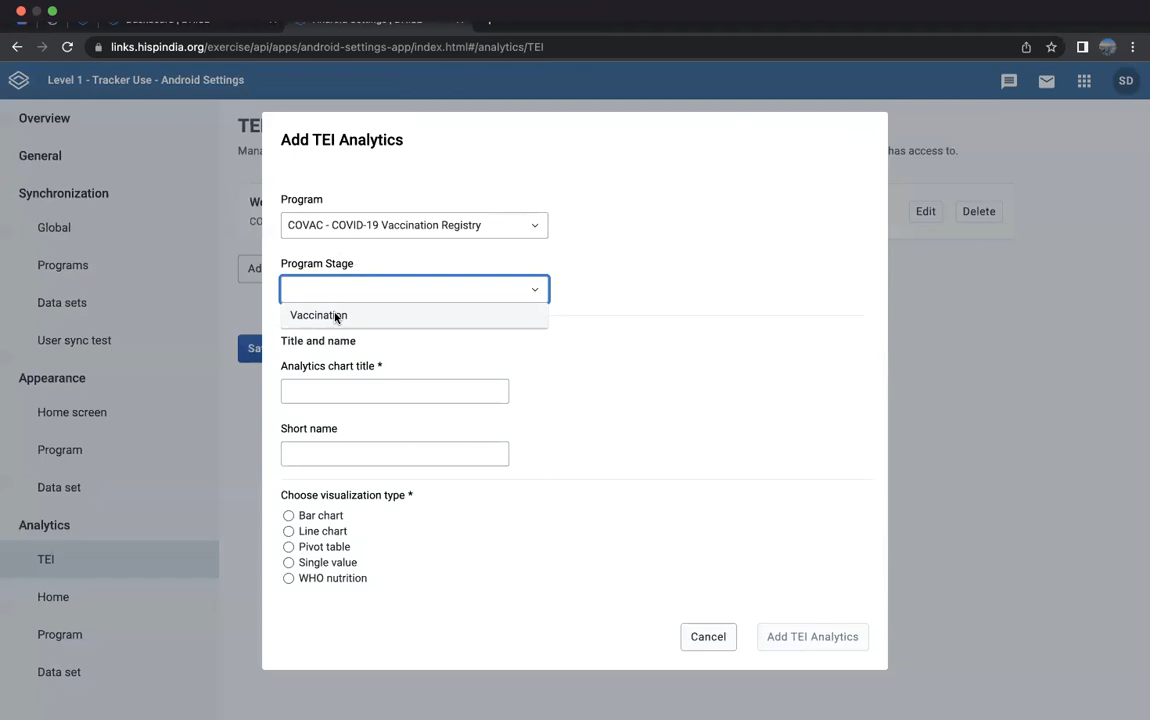 links.hispindia.org/exercise/api/apps/android-settings-app/index.html#/analytics/TEI
Level 1 - Tracker Use - Android Settings
SD
Overview
General
Synchronization
Global
Programs
Data sets
User sync test
Appearance
Home screen
Program
Data set
Analytics
TEI
Home
Program
Data set
has access to.
Edit
Delete
Add TEI Analytics
Program
COVAC - COVID-19 Vaccination Registry
Program Stage
Vaccination
Title and name
Analytics chart title *
Short name
Choose visualization type *
Bar chart
Line chart
Pivot table
Single value
WHO nutrition
Cancel
Add TEI Analytics